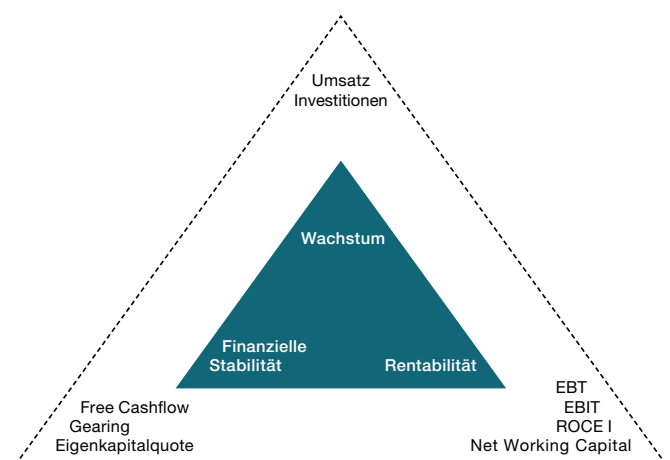 Umsatz
Investitionen
Wachstum
Finanzielle
Stabilität
Rentabilität
Free Cashflow
Gearing
Eigenkapitalquote
EBT
EBIT
ROCE I
Net Working Capital